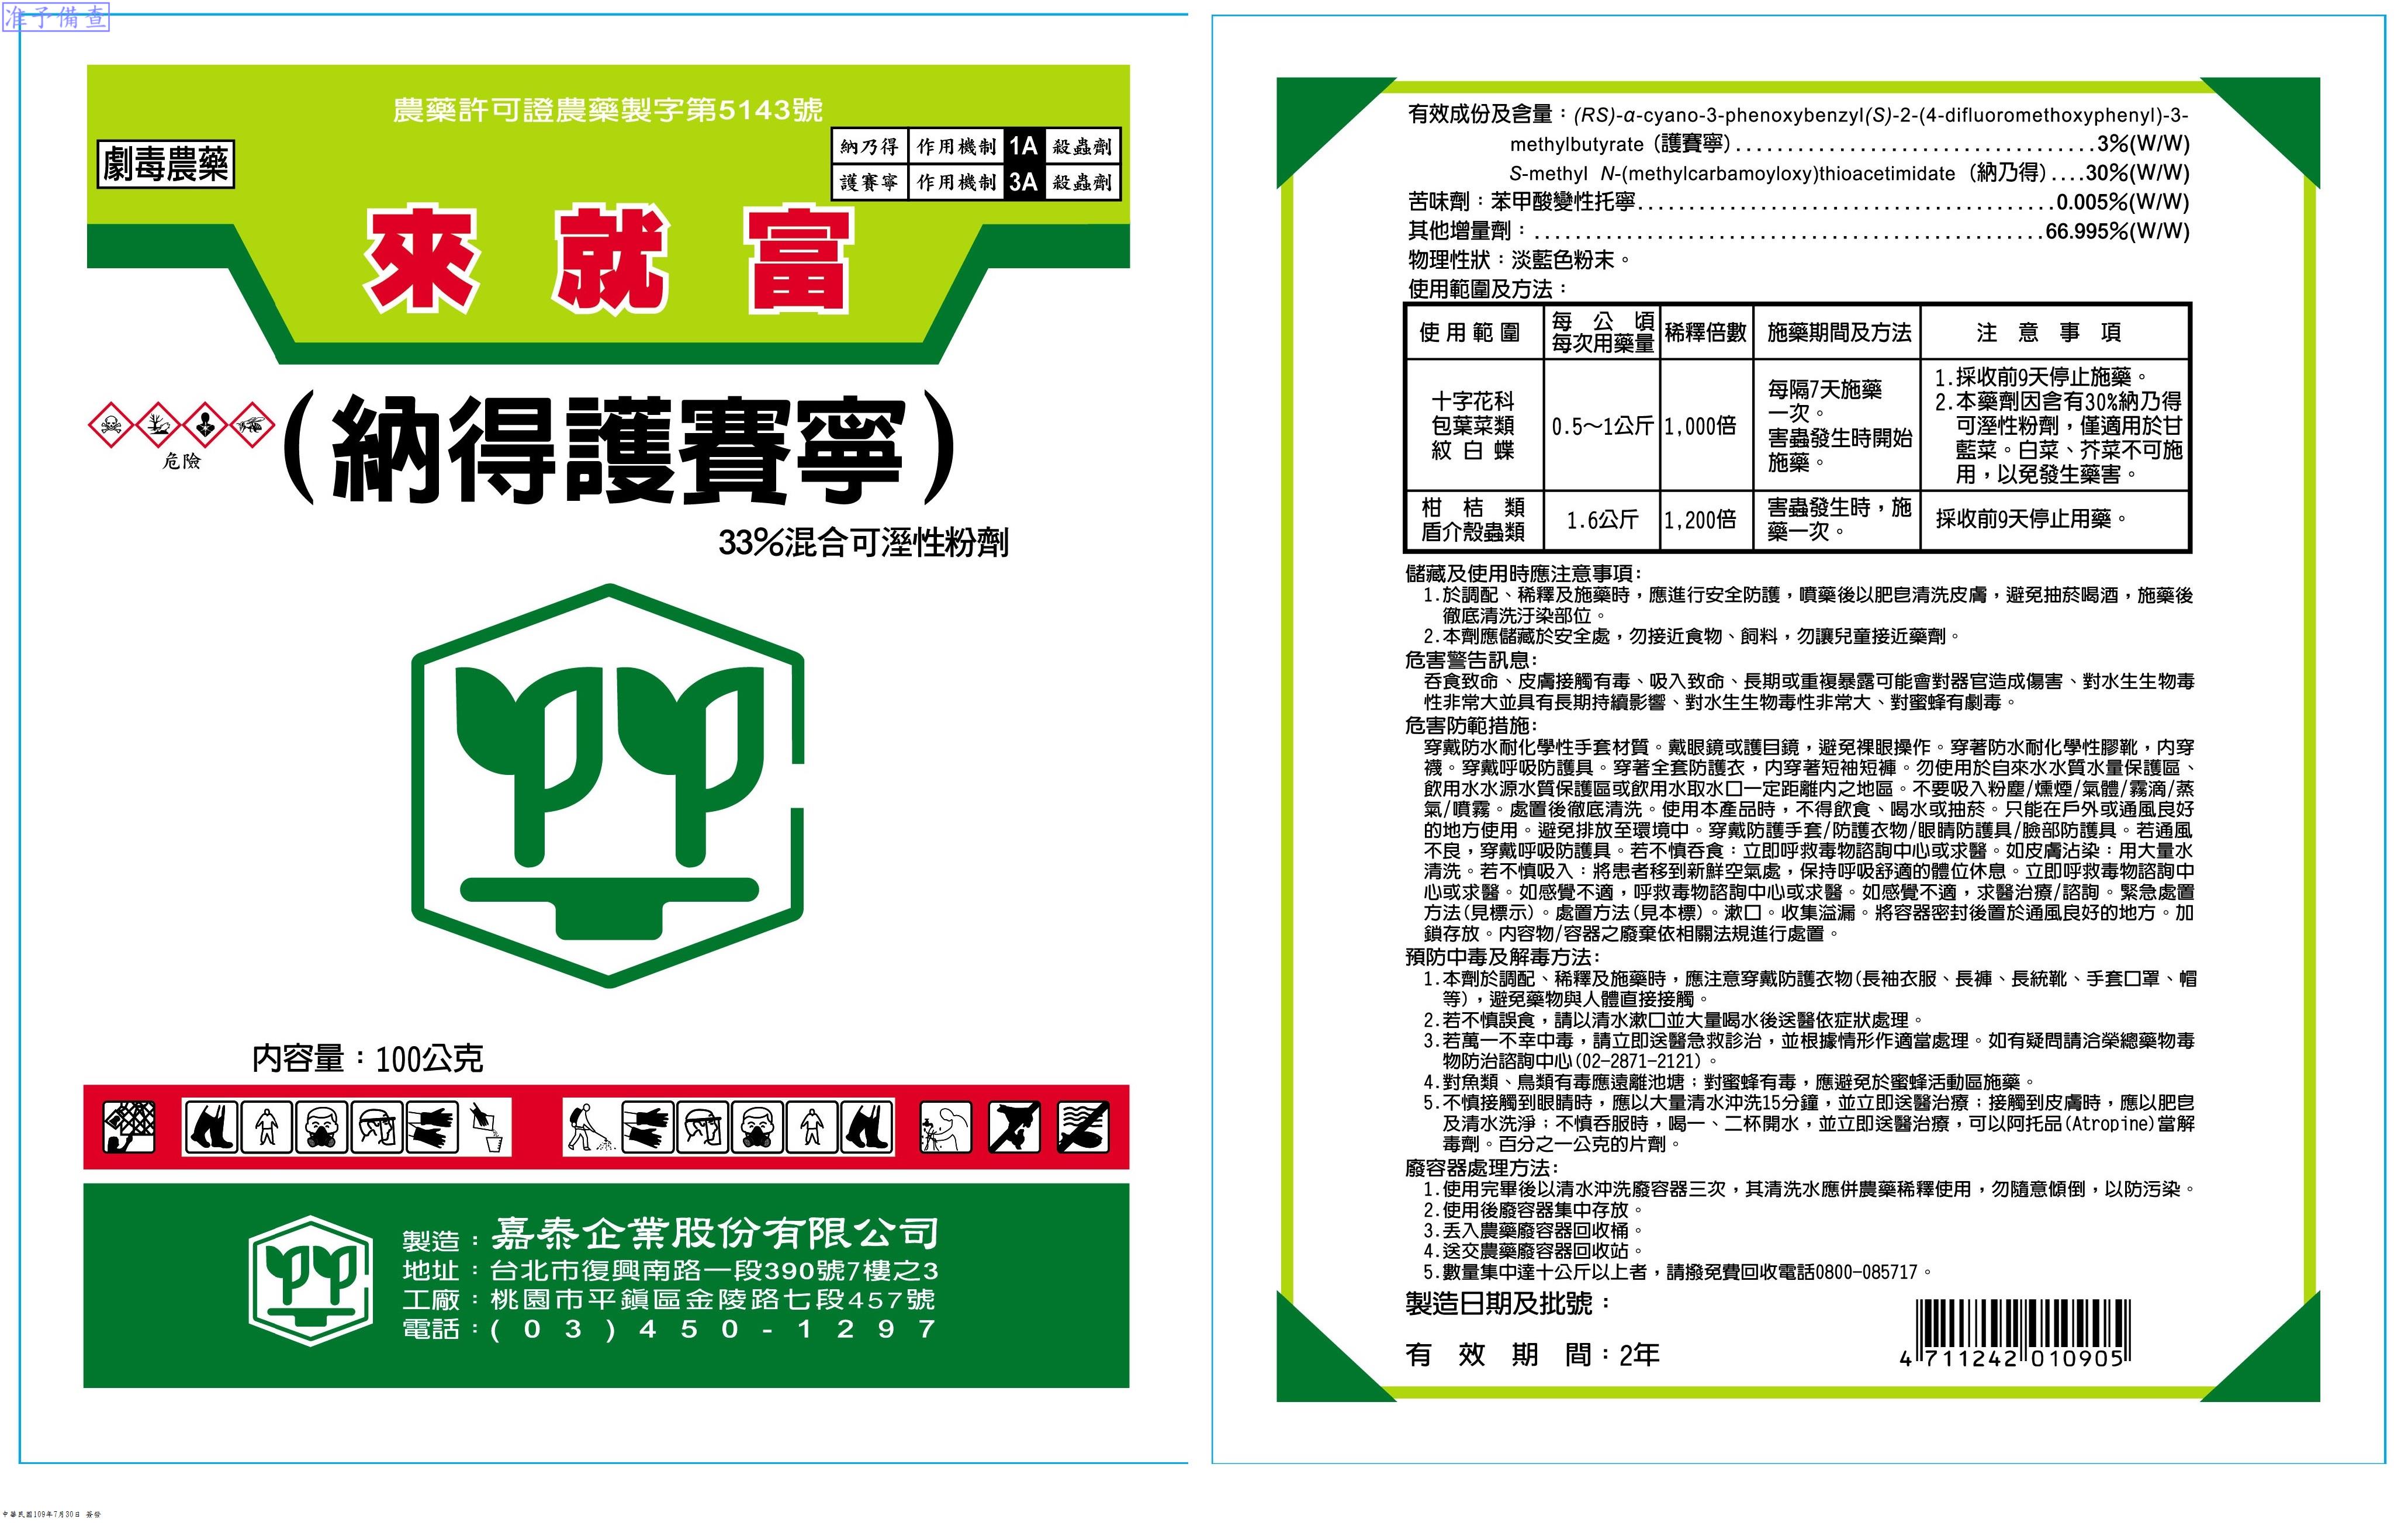 准予備查
農藥許可證農藥製字第5143號
劇毒農藥
納乃得 作用機制 1A 殺蟲劑
護賽寧 作用機制 3A 殺蟲劑
來就富
危險
(納得護賽寧)
33%混合可溼性粉劑
內容量：100公克
製造：嘉泰企業股份有限公司
地址：台北市復興南路一段390號7樓之3
工廠：桃園市平鎮區金陵路七段457號
電話：(03)450-1297
中華民國109年7月30日 簽發
有效成份及含量：(RS)-α-cyano-3-phenoxybenzyl(S)-2-(4-difluoromethoxyphenyl)-3-
methylbutyrate (護賽寧)...................................3%(W/W)
S-methyl N-(methylcarbamoyloxy)thioacetimidate (納乃得)....30%(W/W)
苦味劑：苯甲酸變性托寧........................................0.005%(W/W)
其他增量劑：.................................................66.995%(W/W)
物理性狀：淡藍色粉末。
使用範圍及方法：
使用範圍 每公頃 稀釋倍數 施藥期間及方法 注意事項
每次用藥量
十字花科
包葉菜類
紋白蝶
0.5～1公斤
1,000倍
每隔7天施藥
一次。
害蟲發生時開始
施藥。
1.採收前9天停止施藥。
2.本藥劑因含有30%納乃得
可溼性粉劑，僅適用於甘
藍菜。白菜、芥菜不可施
用，以免發生藥害。
柑桔類
盾介殼蟲類
1.6公斤
1,200倍
害蟲發生時，施
藥一次。
採收前9天停止用藥。
儲藏及使用時應注意事項：
1.於調配、稀釋及施藥時，應進行安全防護，噴藥後以肥皂清洗皮膚，避免抽菸喝酒，施藥後
徹底清洗汙染部位。
2.本劑應儲藏於安全處，勿接近食物、飼料，勿讓兒童接近藥劑。
危害警告訊息：
吞食致命、皮膚接觸有毒、吸入致命、長期或重複暴露可能會對器官造成傷害、對水生生物毒
性非常大並具有長期持續影響、對水生生物毒性非常大、對蜜蜂有劇毒。
危害防範措施：
穿戴防水耐化學性手套材質。戴眼鏡或護目鏡，避免裸眼操作。穿著防水耐化學性膠靴，內穿
襪。穿戴呼吸防護具。穿著全套防護衣，內穿著短袖短褲。勿使用於自來水水質水量保護區、
飲用水水源水質保護區或飲用水取水口一定距離內之地區。不要吸入粉塵/燻煙/氣體/霧滴/蒸
氣/噴霧。處置後徹底清洗。使用本產品時，不得飲食、喝水或抽菸。只能在戶外或通風良好
的地方使用。避免排放至環境中。穿戴防護手套/防護衣物/眼睛防護具/臉部防護具。若通風
不良，穿戴呼吸防護具。若不慎吞食：立即呼救毒物諮詢中心或求醫。如皮膚沾染：用大量水
清洗。若不慎吸入：將患者移到新鮮空氣處，保持呼吸舒適的體位休息。立即呼救毒物諮詢中
心或求醫。如感覺不適，呼救毒物諮詢中心或求醫。如感覺不適，求醫治療/諮詢。緊急處置
方法(見標示)。處置方法(見本標)。漱口。收集溢漏。將容器密封後置於通風良好的地方。加
鎖存放。內容物/容器之廢棄依相關法規進行處置。
預防中毒及解毒方法：
1.本劑於調配、稀釋及施藥時，應注意穿戴防護衣物(長袖衣服、長褲、長統靴、手套口罩、帽
等)，避免藥物與人體直接接觸。
2.若不慎誤食，請以清水漱口並大量喝水後送醫依症狀處理。
3.若萬一不幸中毒，請立即送醫急救診治，並根據情形作適當處理。如有疑問請洽榮總藥物毒
物防治諮詢中心(02-2871-2121)。
4.對魚類、鳥類有毒應遠離池塘；對蜜蜂有毒，應避免於蜜蜂活動區施藥。
5.不慎接觸到眼睛時，應以大量清水沖洗15分鐘，並立即送醫治療；接觸到皮膚時，應以肥皂
及清水洗淨；不慎吞服時，喝一、二杯開水，並立即送醫治療，可以阿托品(Atropine)當解
毒劑。百分之一公克的片劑。
廢容器處理方法：
1.使用完畢後以清水沖洗廢容器三次，其清洗水應併農藥稀釋使用，勿隨意傾倒，以防污染。
2.使用後廢容器集中存放。
3.丟入農藥廢容器回收桶。
4.送交農藥廢容器回收站。
5.數量集中達十公斤以上者，請撥免費回收電話0800-085717。
製造日期及批號：
有效期間：2年
4 711242 010905